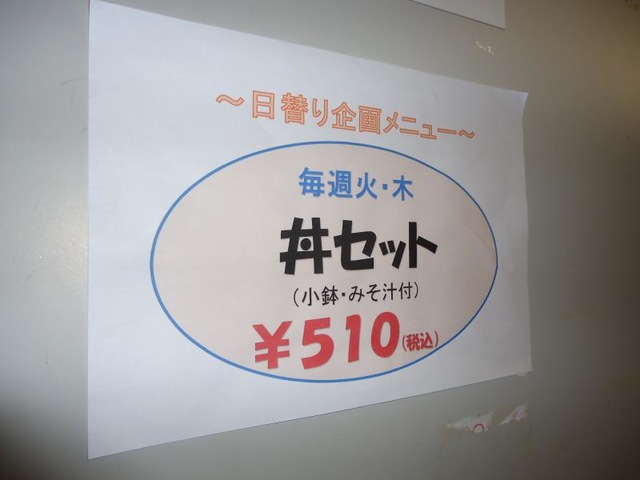 ～日替り企画メニュー～
毎週火・木
丼セット
（小鉢・みそ汁付）
￥510（税込）